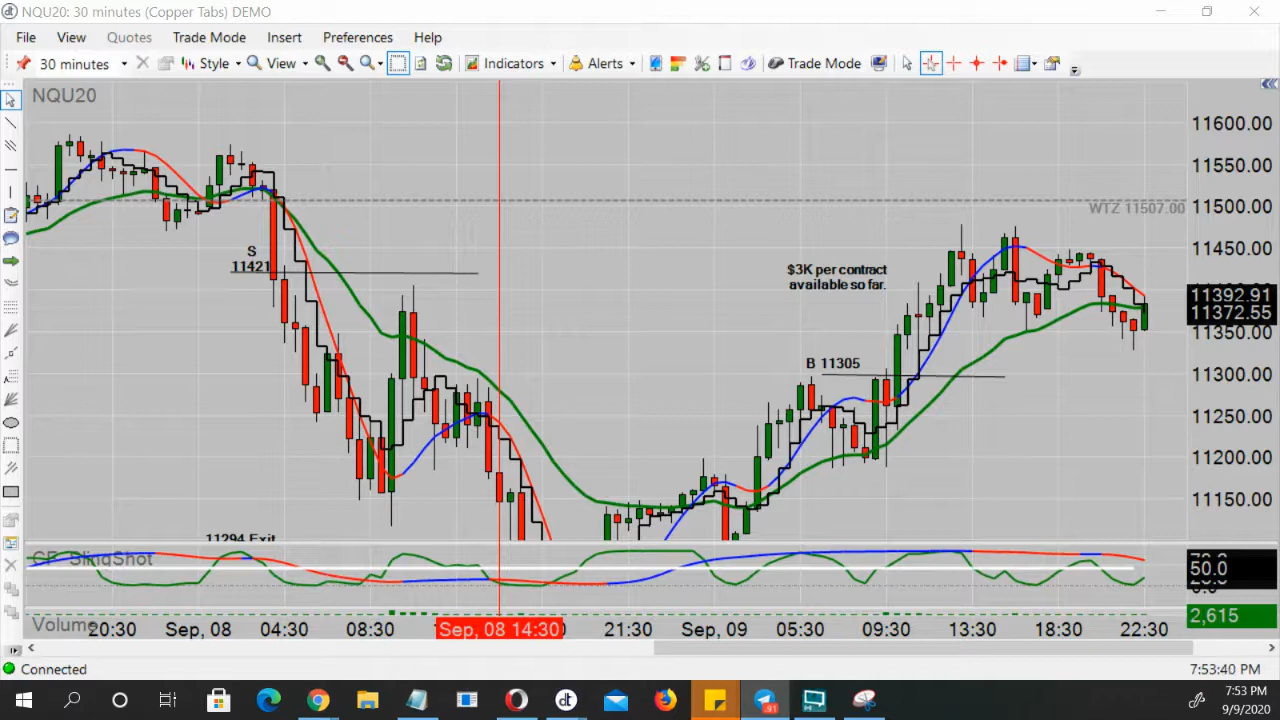 NQU20: 30 minutes (Copper Tabs) DEMO
File View Quotes Trade Mode Insert Preferences Help
30 minutes Style View Indicators Alerts Trade Mode
NQU20
11600.00
11550.00
WTZ 11507.00
11500.00
S
11421
11450.00
$3K per contract
available so far.
11392.91
11372.55
11350.00
B 11305
11300.00
11250.00
11200.00
11150.00
11294 Exit
SlingShot
50.0
Volume
2,615
20:30 Sep, 08 04:30 08:30 Sep, 08 14:30 21:30 Sep, 09 05:30 09:30 13:30 18:30 22:30
Connected
7:53:40 PM
dt
91
7:53 PM
9/9/2020